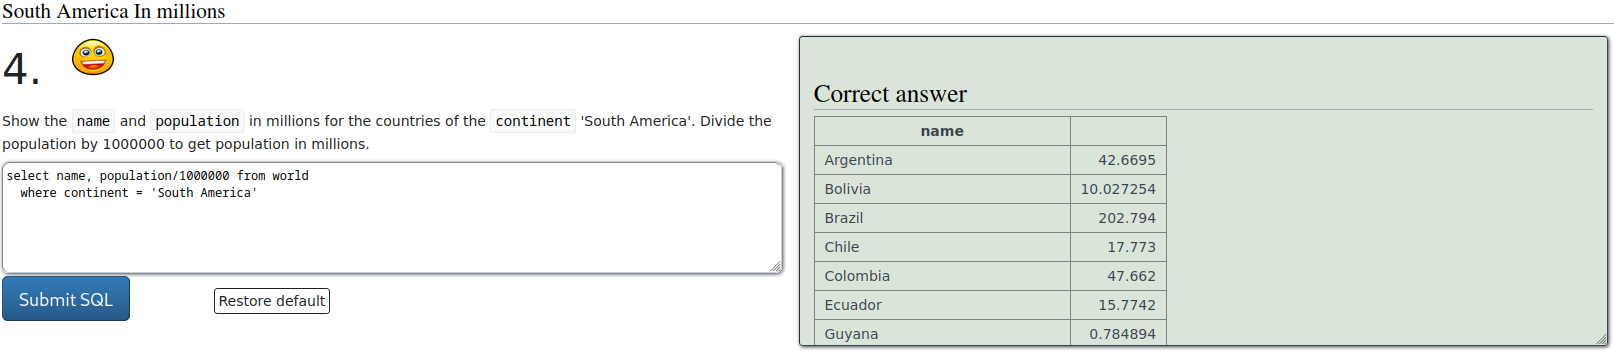 South America In millions
4.
Show the name and population in millions for the countries of the continent 'South America'. Divide the
population by 1000000 to get population in millions.
select name, population/1000000 from world
  where continent = 'South America'
Submit SQL
Restore default
Correct answer
name
Argentina 42.6695
Bolivia 10.027254
Brazil 202.794
Chile 17.773
Colombia 47.662
Ecuador 15.7742
Guyana 0.784894